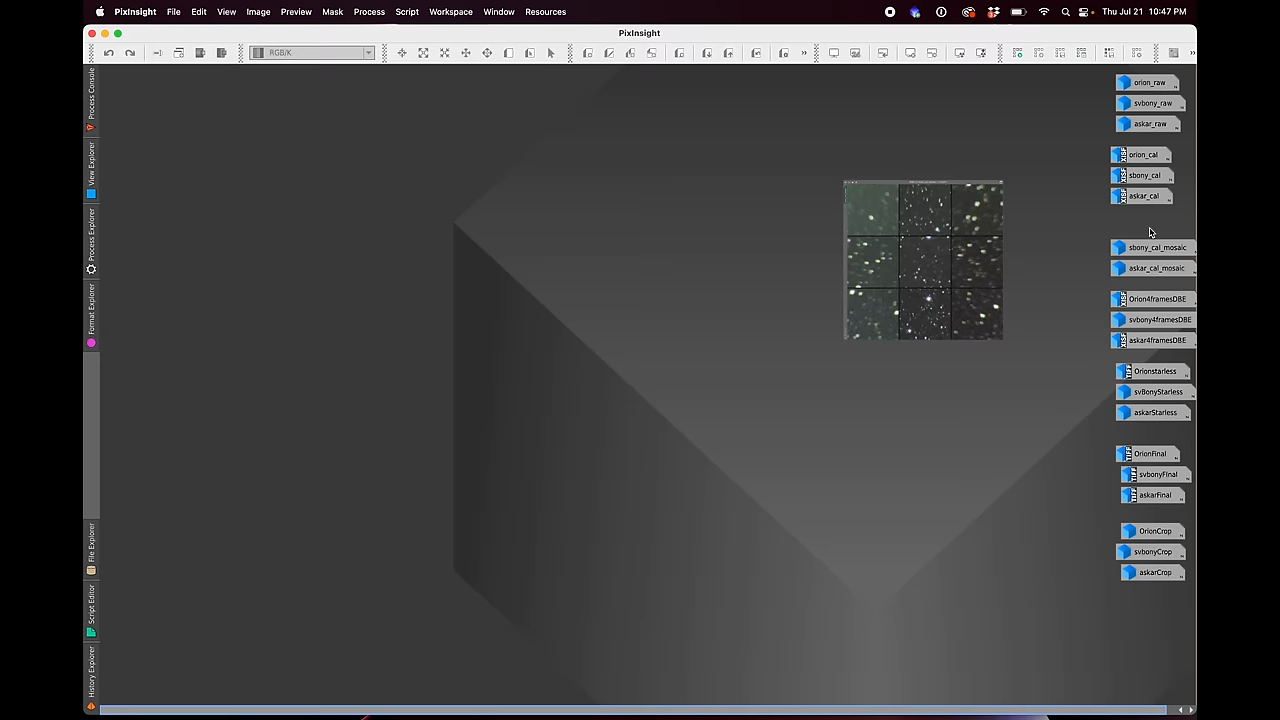 PixInsight File Edit View Image Preview Mask Process Script Workspace Window Resources Thu Jul 21 10:47 PM
PixInsight
RGB/K
Process Console
View Explorer
Process Explorer
Format Explorer
File Explorer
Script Editor
History Explorer
orion_raw
svbony_raw
askar_raw
orion_cal
sbony_cal
askar_cal
sbony_cal_mosaic
askar_cal_mosaic
Orion4framesDBE
svbony4framesDBE
askar4framesDBE
Orionstarless
svBonyStarless
askarStarless
OrionFinal
svbonyFInal
askarFinal
OrionCrop
svbonyCrop
askarCrop